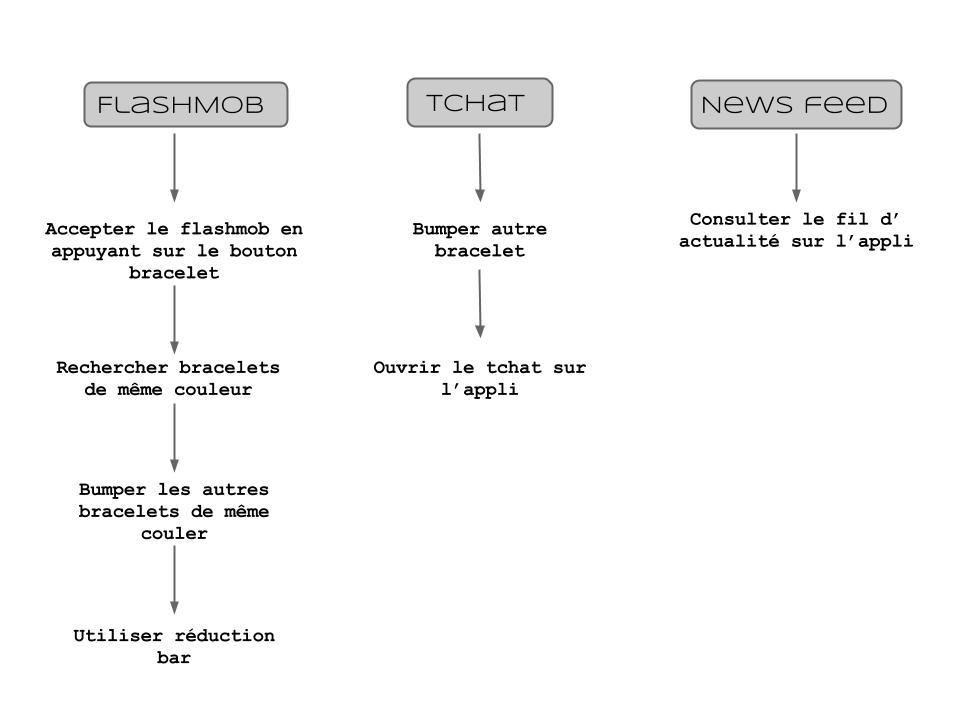 FLASHMOB
Accepter le flashmob en
appuyant sur le bouton
bracelet
Rechercher bracelets
de même couleur
Bumper les autres
bracelets de même
couler
Utiliser réduction
bar
TCHAT
Bumper autre
bracelet
Ouvrir le tchat sur
l’appli
NEWS FEED
Consulter le fil d’
actualité sur l’appli